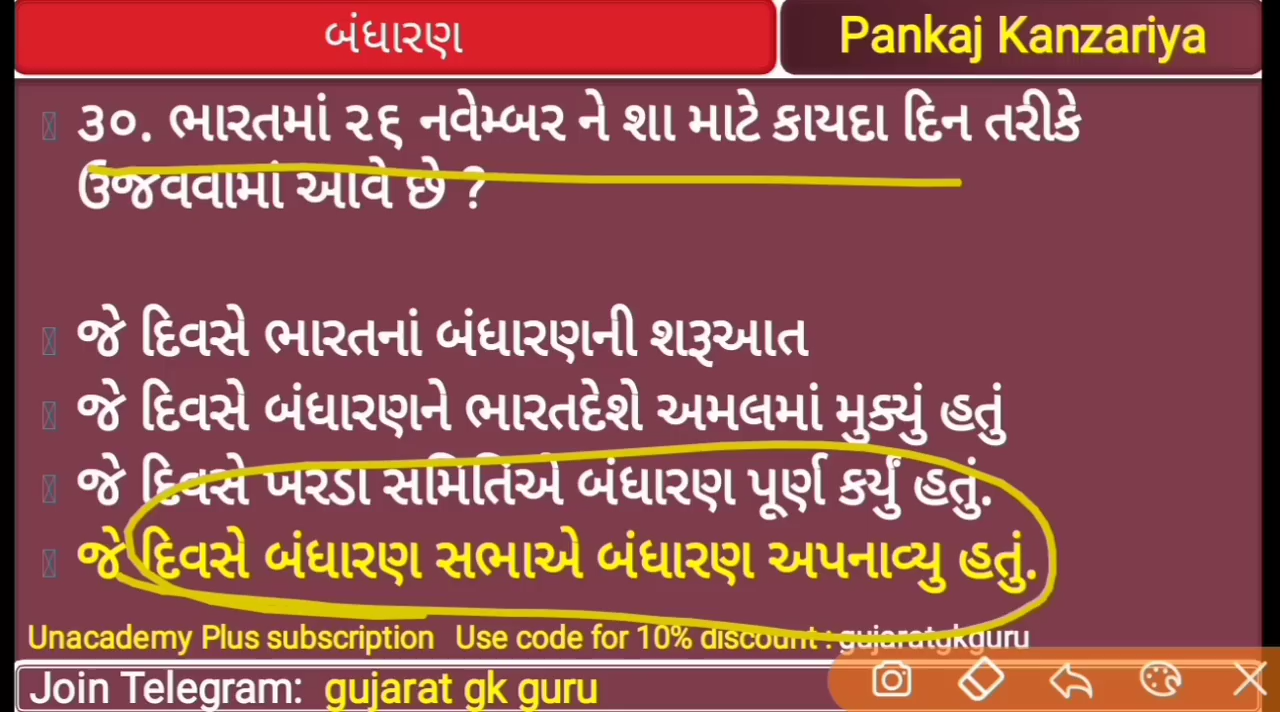 બંધારણ
Pankaj Kanzariya
૩૦. ભારતમાં ૨૬ નવેમ્બર ને શા માટે કાયદા દિન તરીકે
ઉજવવામાં આવે છે ?
જે દિવસે ભારતનાં બંધારણની શરૂઆત
જે દિવસે બંધારણને ભારતદેશે અમલમાં મુક્યું હતું
જે દિવસે ખરડા સમિતિએ બંધારણ પૂર્ણ કર્યું હતું.
જે દિવસે બંધારણ સભાએ બંધારણ અપનાવ્યુ હતું.
Unacademy Plus subscription Use code for 10% discount : gujaratgkguru
Join Telegram: gujarat gk guru